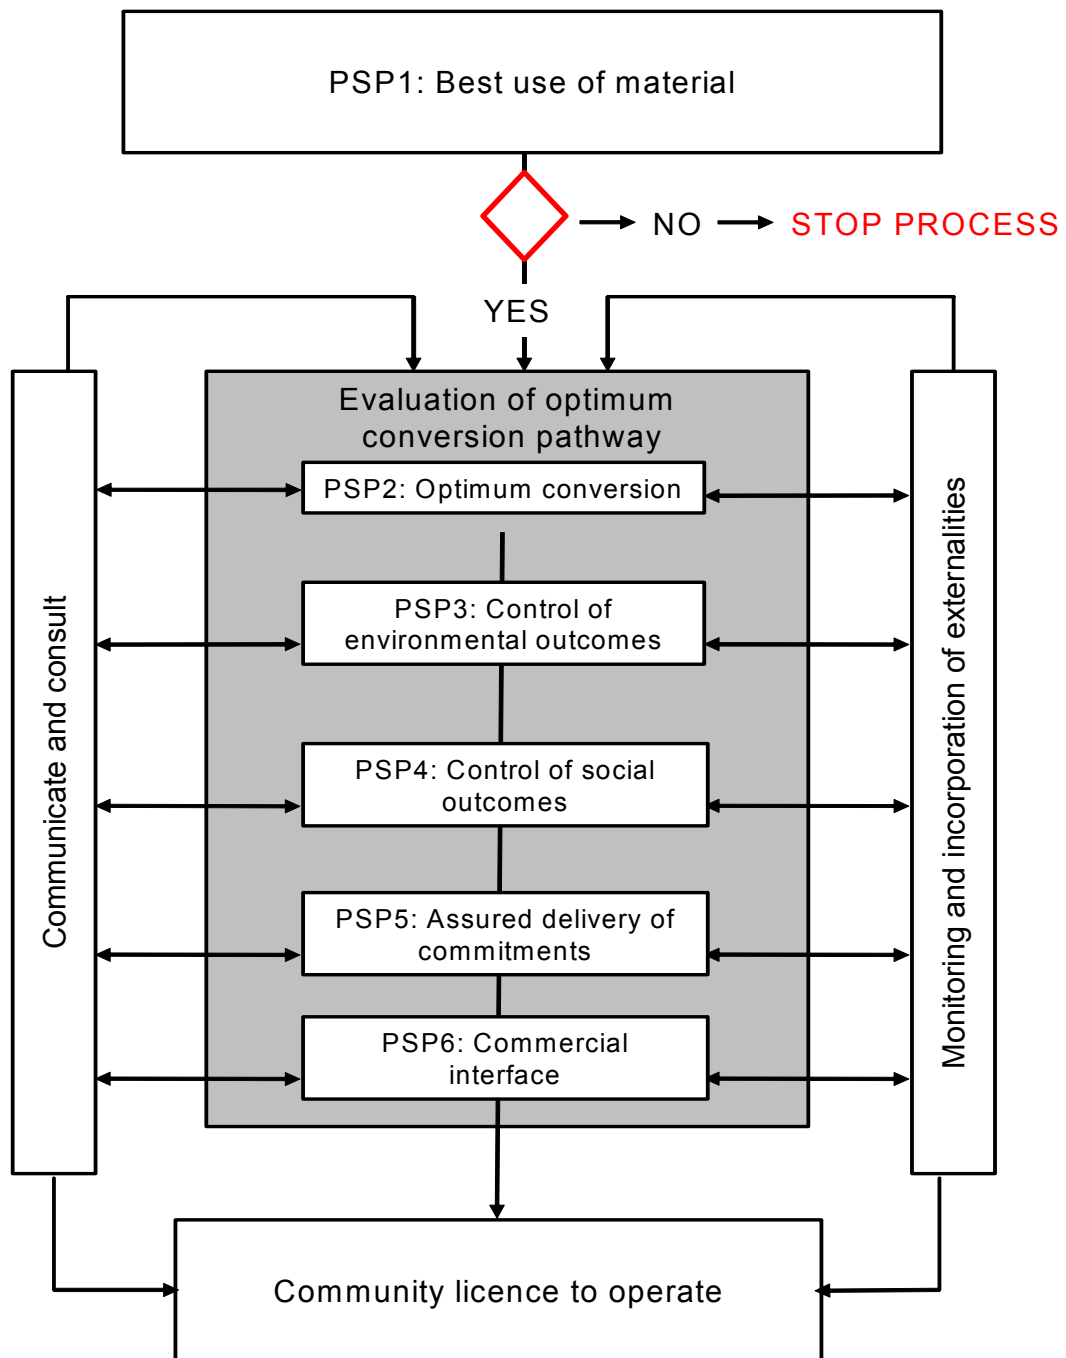 PSP1: Best use of material
NO
STOP PROCESS
YES
Evaluation of optimum
conversion pathway
PSP2: Optimum conversion
PSP3: Control of
environmental outcomes
PSP4: Control of social
outcomes
PSP5: Assured delivery of
commitments
PSP6: Commercial
interface
Communicate and consult
Monitoring and incorporation of externalities
Community licence to operate